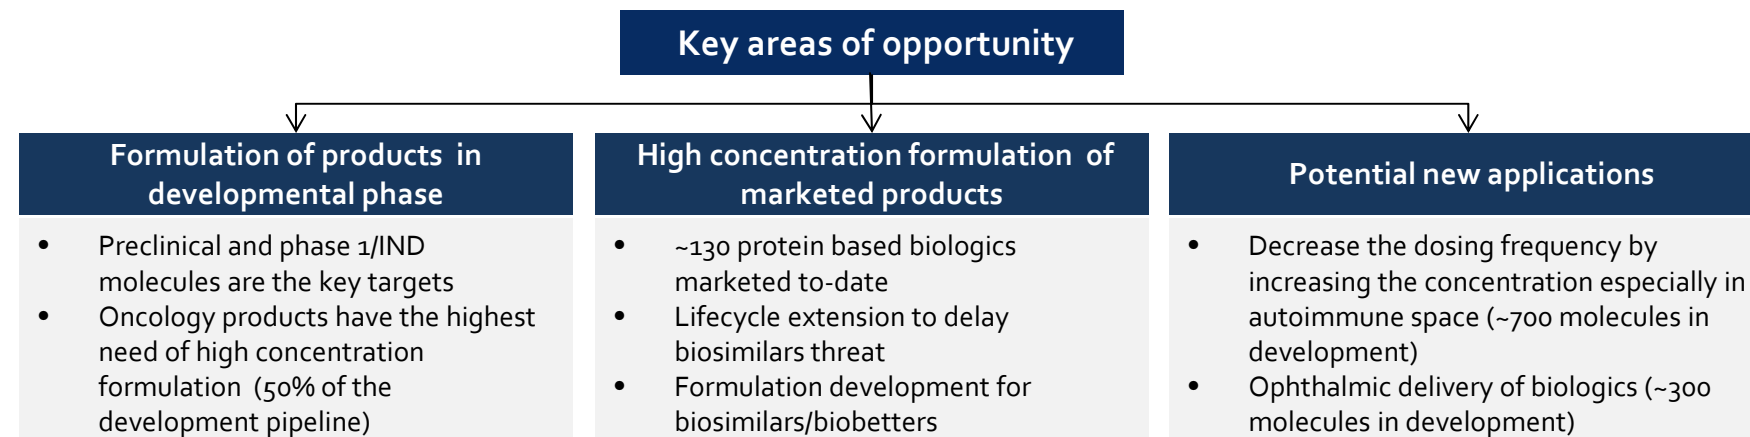 Key areas of opportunity
Formulation of products in
developmental phase
• Preclinical and phase 1/IND
molecules are the key targets
• Oncology products have the highest
need of high concentration
formulation (50% of the
development pipeline)
High concentration formulation of
marketed products
• ~130 protein based biologics
marketed to-date
• Lifecycle extension to delay
biosimilars threat
• Formulation development for
biosimilars/biobetters
Potential new applications
• Decrease the dosing frequency by
increasing the concentration especially in
autoimmune space (~700 molecules in
development)
• Ophthalmic delivery of biologics (~300
molecules in development)